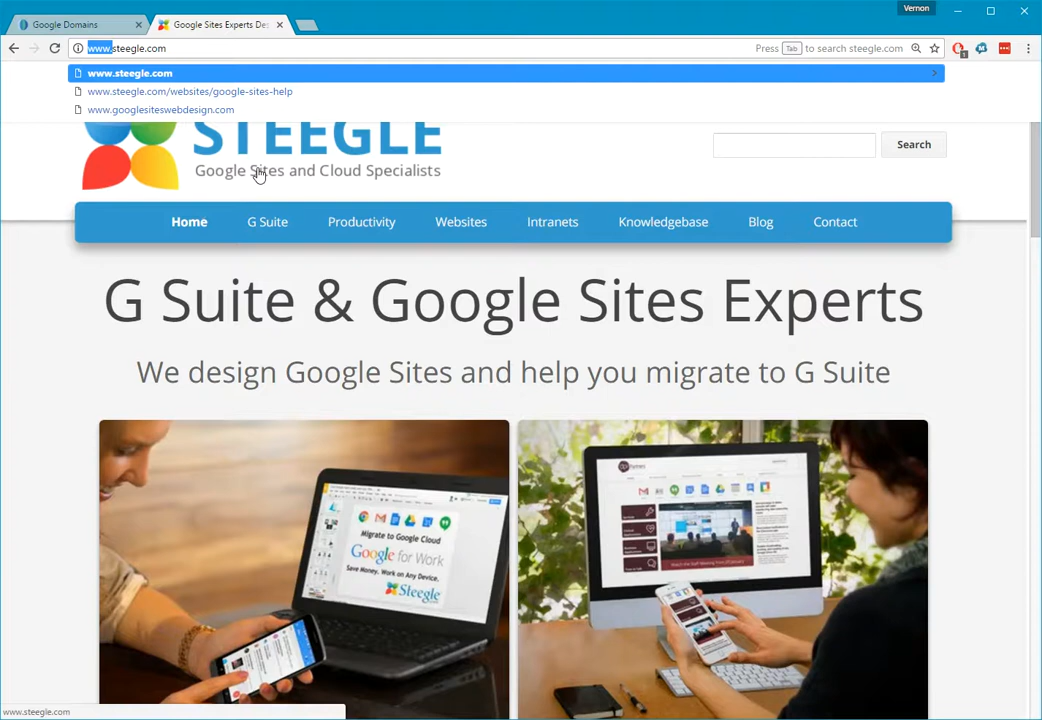 Vernon
Google Domains
Google Sites Experts De
www.steegle.com
Press Tab to search steegle.com
www.steegle.com
www.steegle.com/websites/google-sites-help
www.googlesiteswebdesign.com
STEEGLE
Google Sites and Cloud Specialists
Search
Home
G Suite
Productivity
Websites
Intranets
Knowledgebase
Blog
Contact
G Suite & Google Sites Experts
We design Google Sites and help you migrate to G Suite
Migrate to Google Cloud
Google for Work
Save Money. Work on Any Device.
Steegle
www.steegle.com